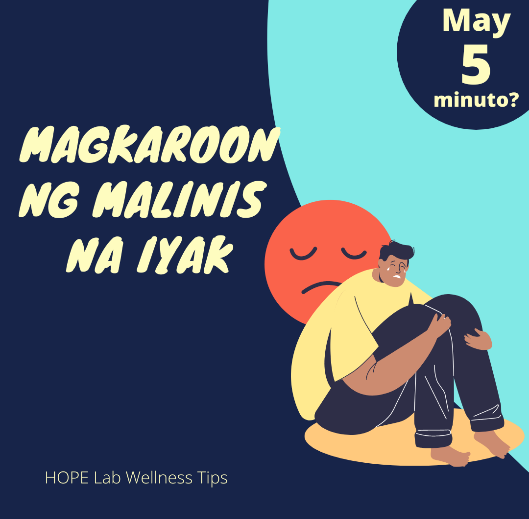 May
5
minuto?
MAGKAROON
NG MALINIS
NA IYAK
HOPE Lab Wellness Tips